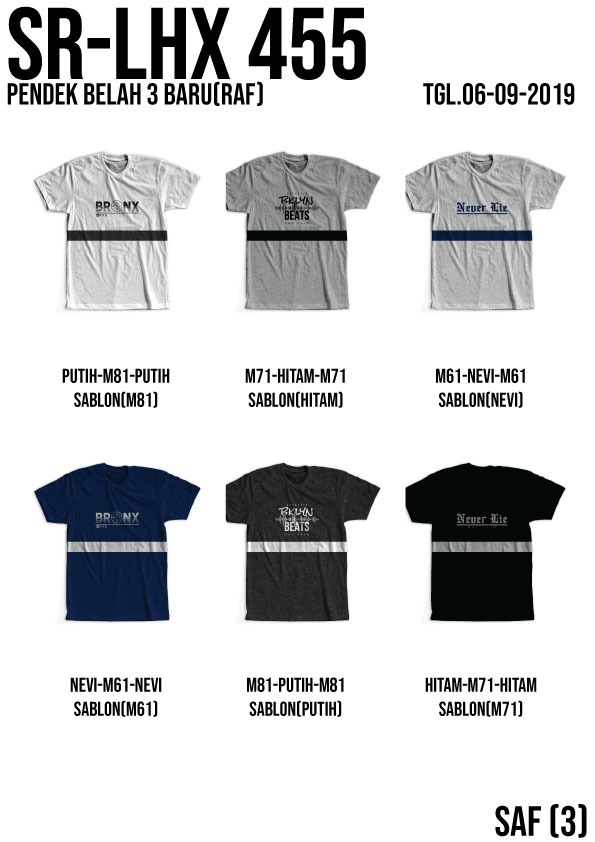 SR-LHX 455
PENDEK BELAH 3 BARU(RAF)
TGL.06-09-2019
BRONX
BKLYN
BEATS
Never Lie
PUTIH-M81-PUTIH
SABLON(M81)
M71-HITAM-M71
SABLON(HITAM)
M61-NEVI-M61
SABLON(NEVI)
BRONX
BKLYN
BEATS
Never Lie
NEVI-M61-NEVI
SABLON(M61)
M81-PUTIH-M81
SABLON(PUTIH)
HITAM-M71-HITAM
SABLON(M71)
SAF (3)